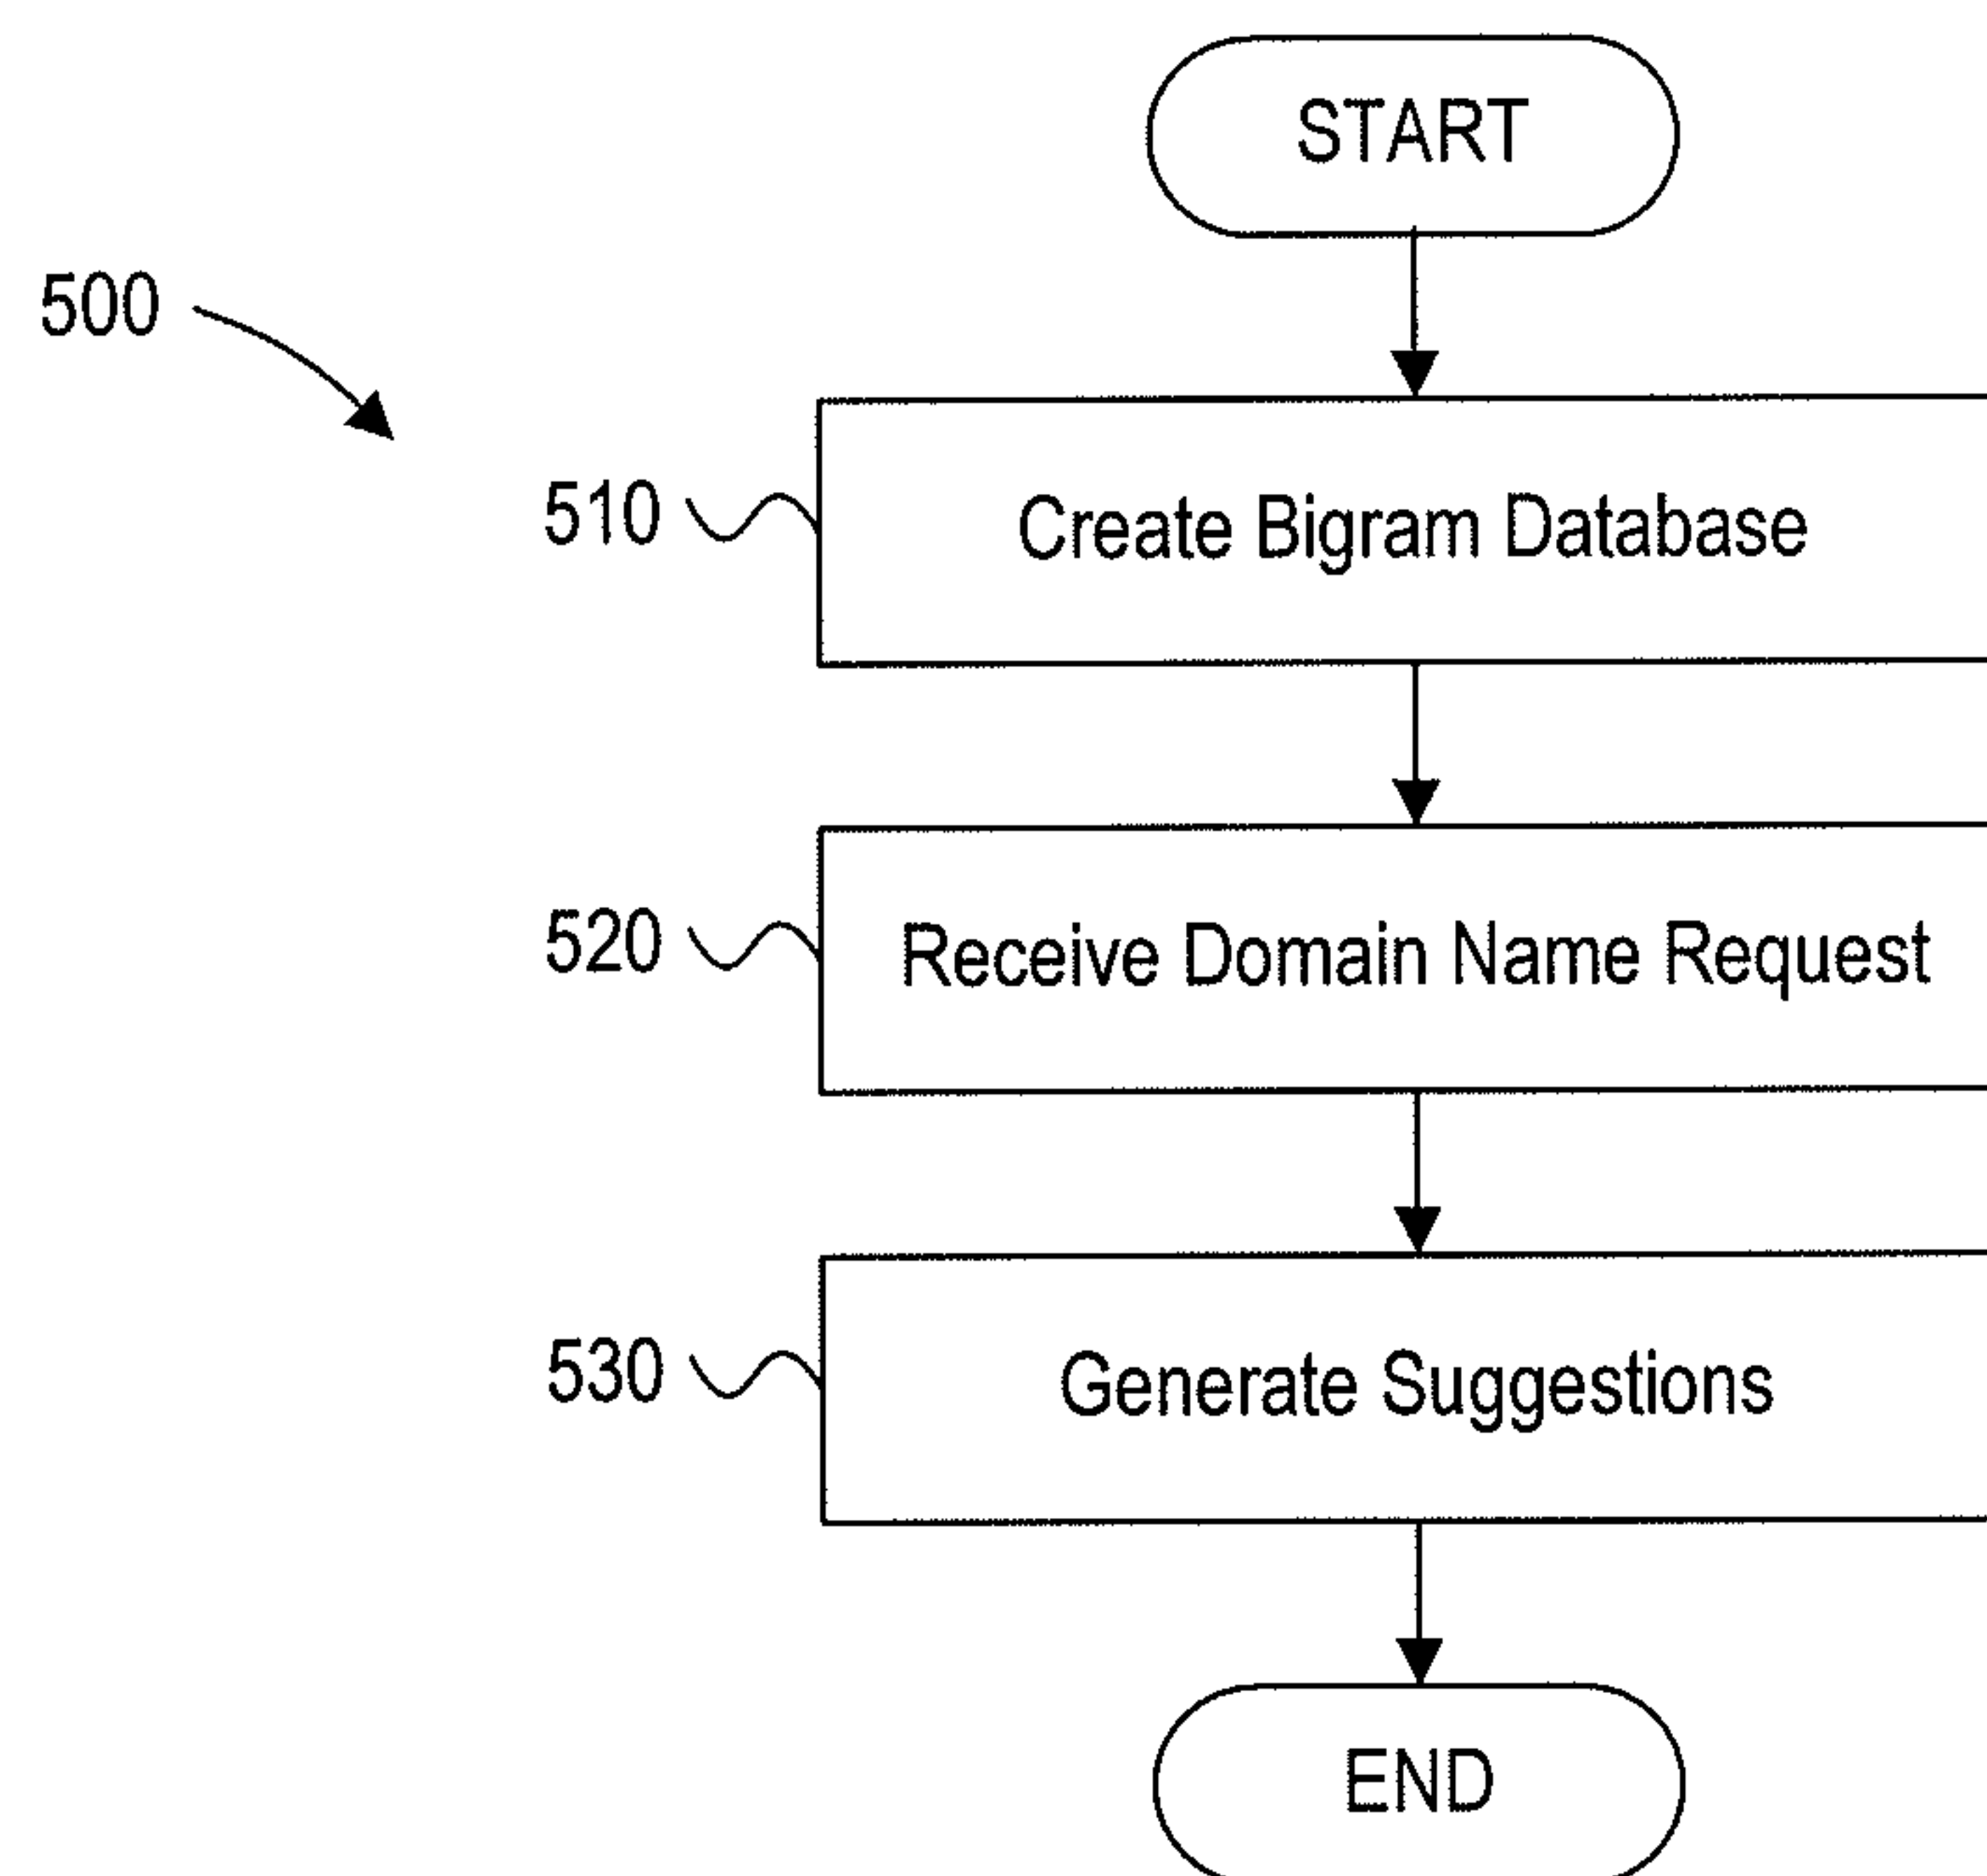 START
500
510
Create Bigram Database
520
Receive Domain Name Request
530
Generate Suggestions
END